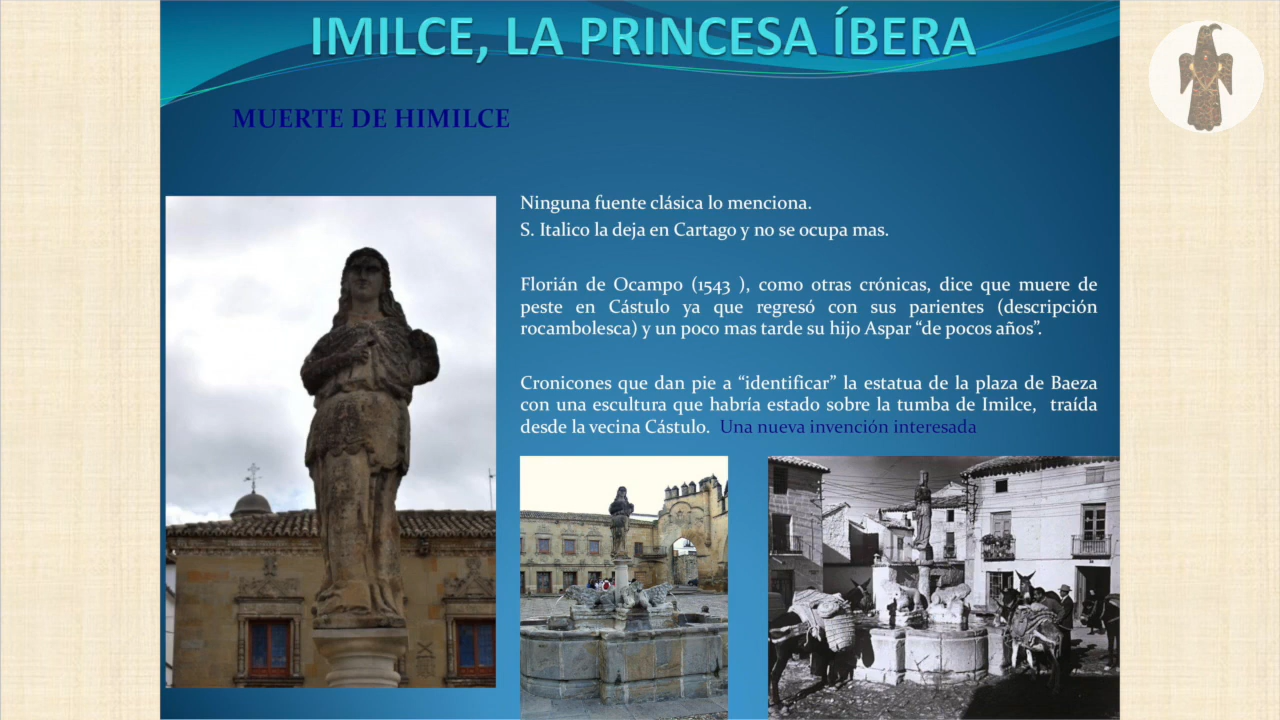 IMILCE, LA PRINCESA ÍBERA
MUERTE DE HIMILCE
Ninguna fuente clásica lo menciona.
S. Italico la deja en Cartago y no se ocupa mas.
Florián de Ocampo (1543 ), como otras crónicas, dice que muere de
peste en Cástulo ya que regresó con sus parientes (descripción
rocambolesca) y un poco mas tarde su hijo Aspar “de pocos años”.
Cronicones que dan pie a “identificar” la estatua de la plaza de Baeza
con una escultura que habría estado sobre la tumba de Imilce, traída
desde la vecina Cástulo. Una nueva invención interesada